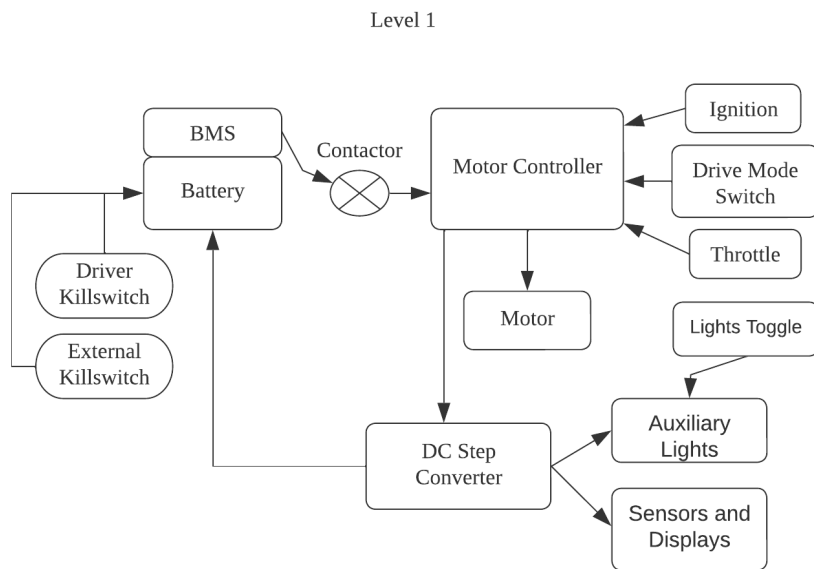 Level 1
BMS
Battery
Contactor
Motor Controller
Ignition
Drive Mode
Switch
Throttle
Driver
Killswitch
External
Killswitch
Motor
Lights Toggle
DC Step
Converter
Auxiliary
Lights
Sensors and
Displays